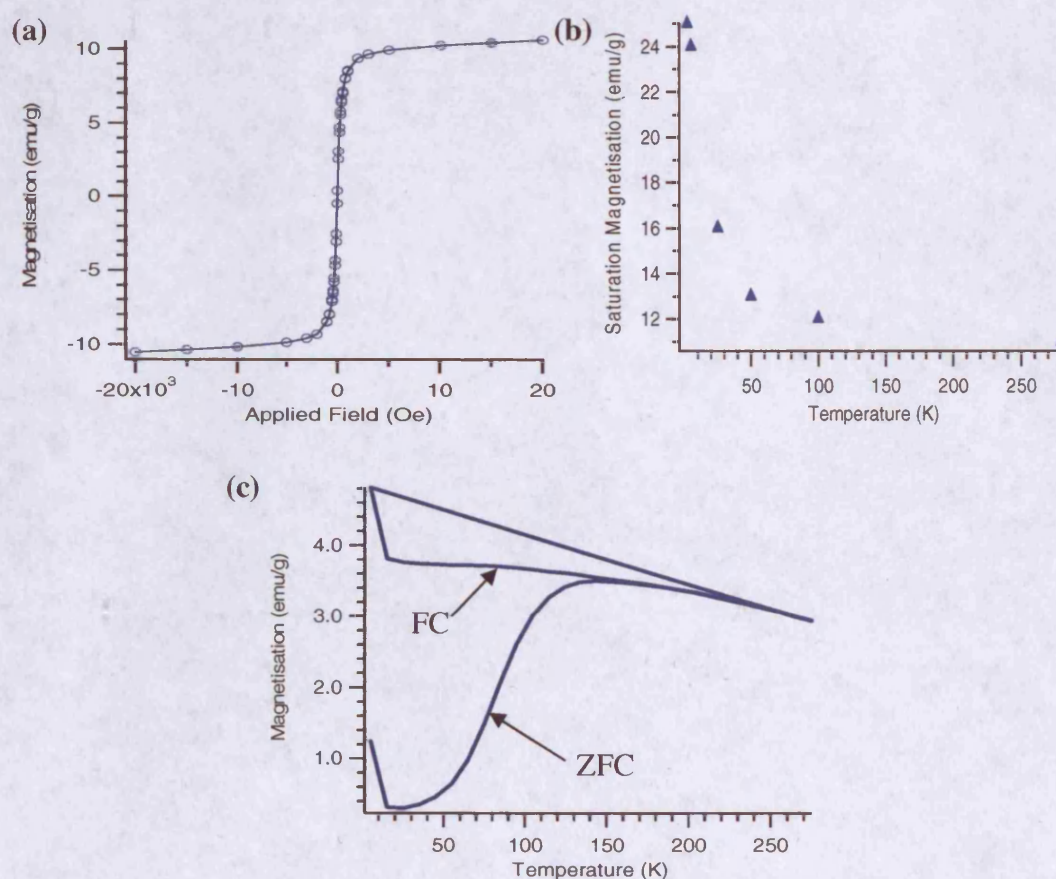 (a)
Magnetisation (emu/g)
10
5
0
-5
-10
-20x10³
-10
0
10
20
Applied Field (Oe)
(b)
Saturation Magnetisation (emu/g)
24
22
20
18
16
14
12
50
100
150
200
250
Temperature (K)
(c)
Magnetisation (emu/g)
4.0
3.0
2.0
1.0
FC
ZFC
50
100
150
200
250
Temperature (K)